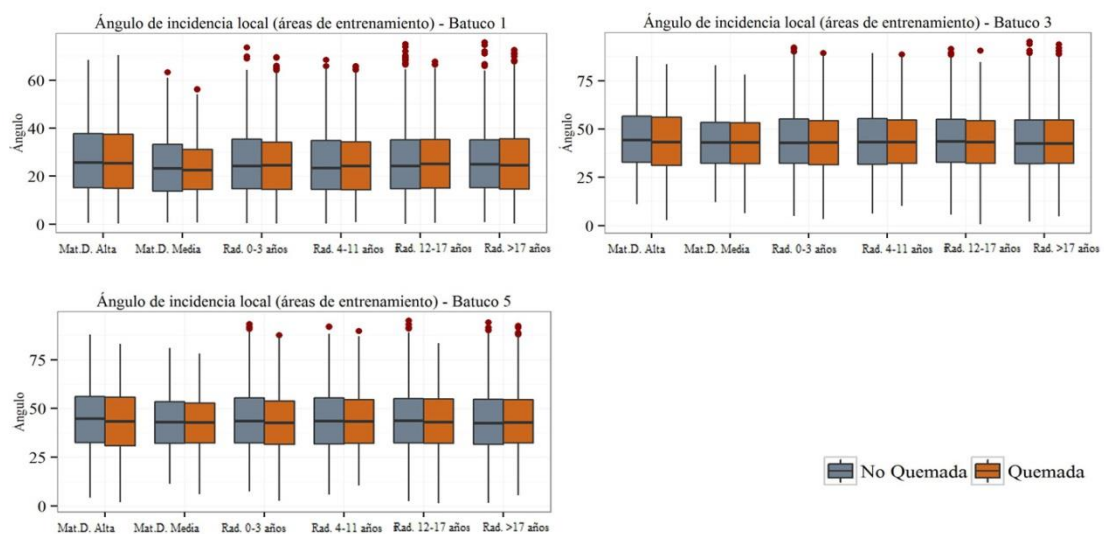 Ángulo de incidencia local (áreas de entrenamiento) - Batuco 1
Ángulo
60
40
20
0
Mat.D. Alta Mat.D. Media Rad. 0-3 años Rad. 4-11 años Rad. 12-17 años Rad. >17 años
Ángulo de incidencia local (áreas de entrenamiento) - Batuco 3
Ángulo
75
50
25
0
Mat.D. Alta Mat.D. Media Rad. 0-3 años Rad. 4-11 años Rad. 12-17 años Rad. >17 años
Ángulo de incidencia local (áreas de entrenamiento) - Batuco 5
Ángulo
75
50
25
0
Mat.D. Alta Mat.D. Media Rad. 0-3 años Rad. 4-11 años Rad. 12-17 años Rad. >17 años
No Quemada Quemada